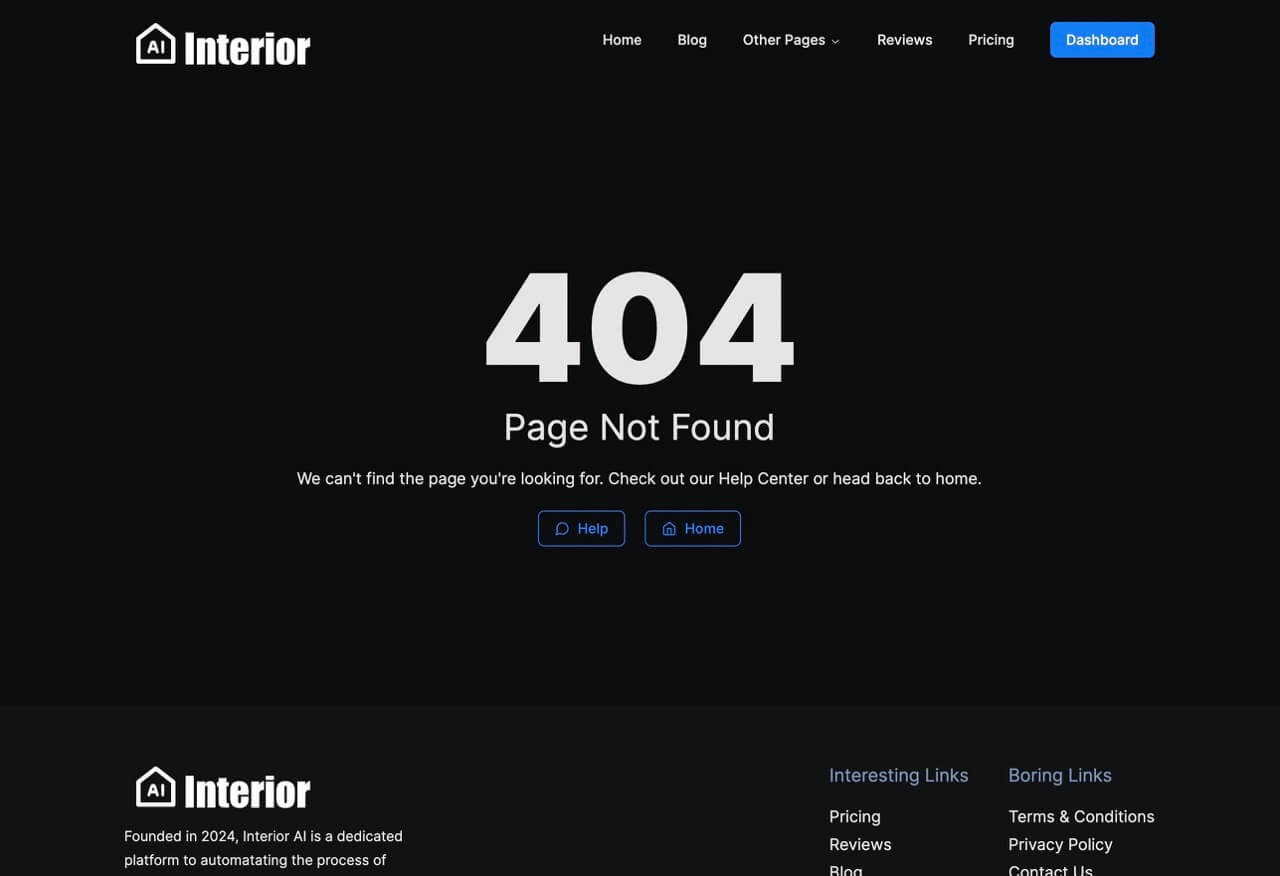 AI Interior
Home Blog Other Pages Reviews Pricing Dashboard
404
Page Not Found
We can't find the page you're looking for. Check out our Help Center or head back to home.
Help Home
AI Interior
Founded in 2024, Interior AI is a dedicated
platform to automatating the process of
Interesting Links
Pricing
Reviews
Blog
Boring Links
Terms & Conditions
Privacy Policy
Contact Us